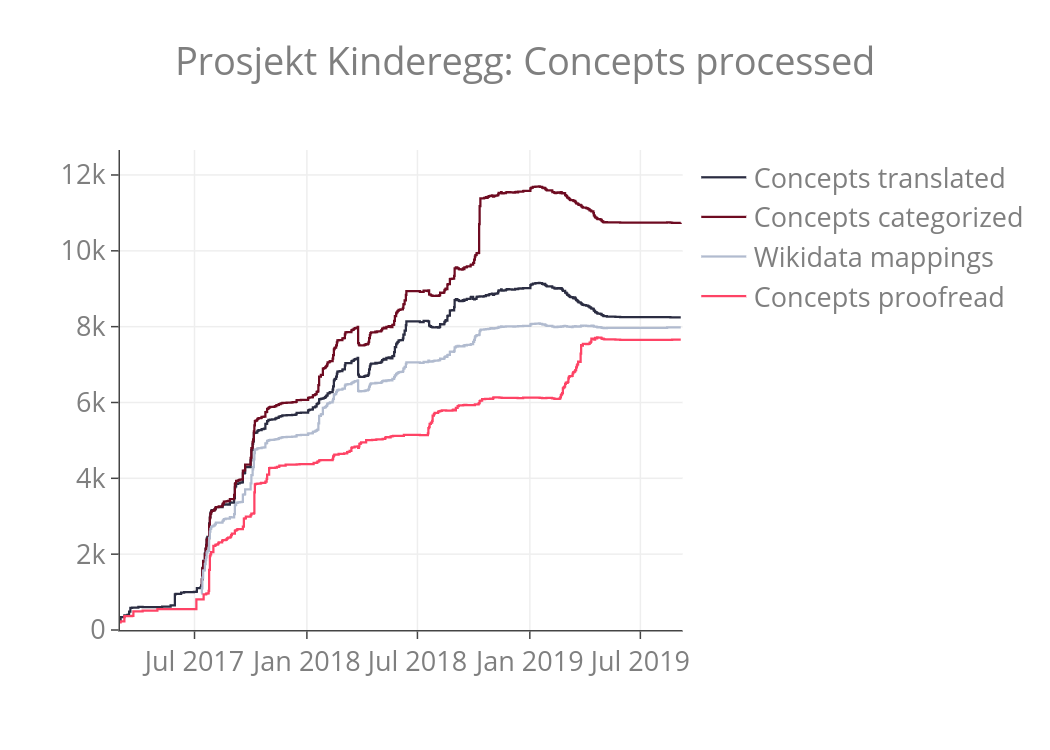 Prosjekt Kinderegg: Concepts processed
12k
10k
8k
6k
4k
2k
0
Jul 2017 Jan 2018 Jul 2018 Jan 2019 Jul 2019
Concepts translated
Concepts categorized
Wikidata mappings
Concepts proofread